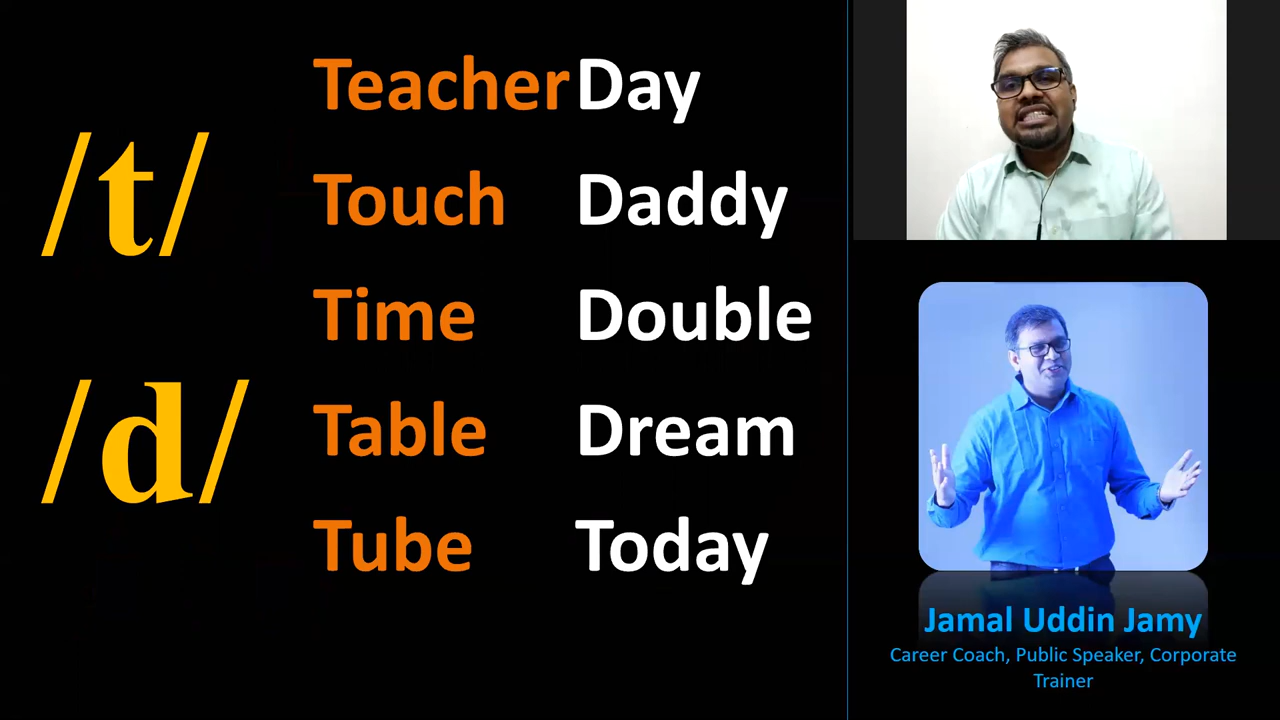 /t/
/d/
Teacher Day
Touch Daddy
Time Double
Table Dream
Tube Today
Jamal Uddin Jamy
Career Coach, Public Speaker, Corporate
Trainer